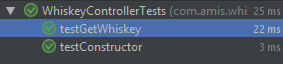 WhiskeyControllerTests (com.amis.whi 25 ms
testGetWhiskey 22 ms
testConstructor 3 ms